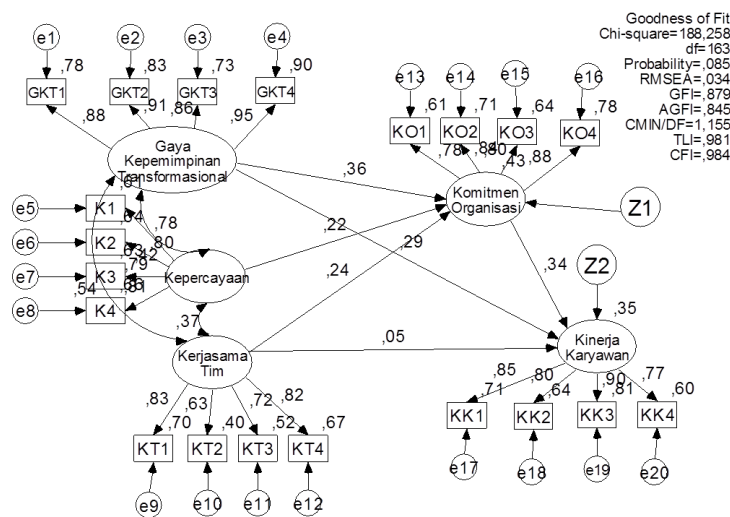 Goodness of Fit
Chi-square=188,258
df=163
Probability=,085
RMSEA=,034
GFI=,879
AGFI=,845
CMIN/DF=1,155
TLI=,981
CFI=,984
e1
e2
e3
e4
,78
,83
,73
,90
GKT1
GKT2
GKT3
GKT4
,88
,91
,86
,95
Gaya
Kepemimpinan
Transformasional
e13
e14
e15
e16
,61
,71
,64
,78
KO1
KO2
KO3
KO4
,78
,80
,43
,88
Komitmen
Organisasi
Z1
,36
,22
,29
,24
,34
,05
e5
K1
e6
K2
e7
K3
e8
K4
,64
,78
,80
,42
,79
,81
,54
,37
Kepercayaan
Kerjasama
Tim
Z2
,35
Kinerja
Karyawan
,83
,63
,72
,82
,70
,40
,52
,67
KT1
KT2
KT3
KT4
e9
e10
e11
e12
,85
,80
,90
,77
,71
,64
,81
,60
KK1
KK2
KK3
KK4
e17
e18
e19
e20